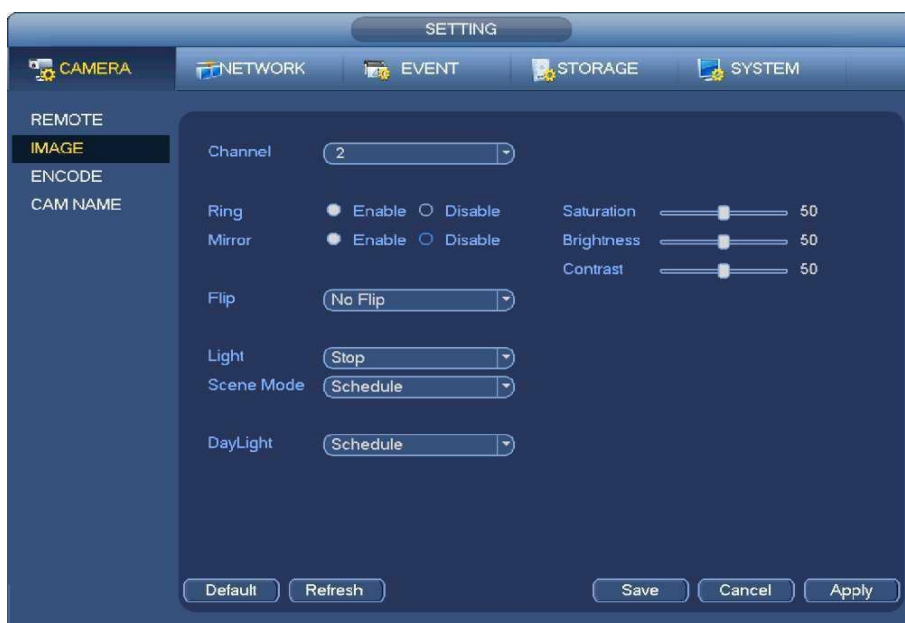 SETTING
CAMERA NETWORK EVENT STORAGE SYSTEM
REMOTE
IMAGE
ENCODE
CAM NAME
Channel 2
Ring Enable Disable Saturation 50
Mirror Enable Disable Brightness 50
Contrast 50
Flip No Flip
Light Stop
Scene Mode Schedule
DayLight Schedule
Default Refresh Save Cancel Apply